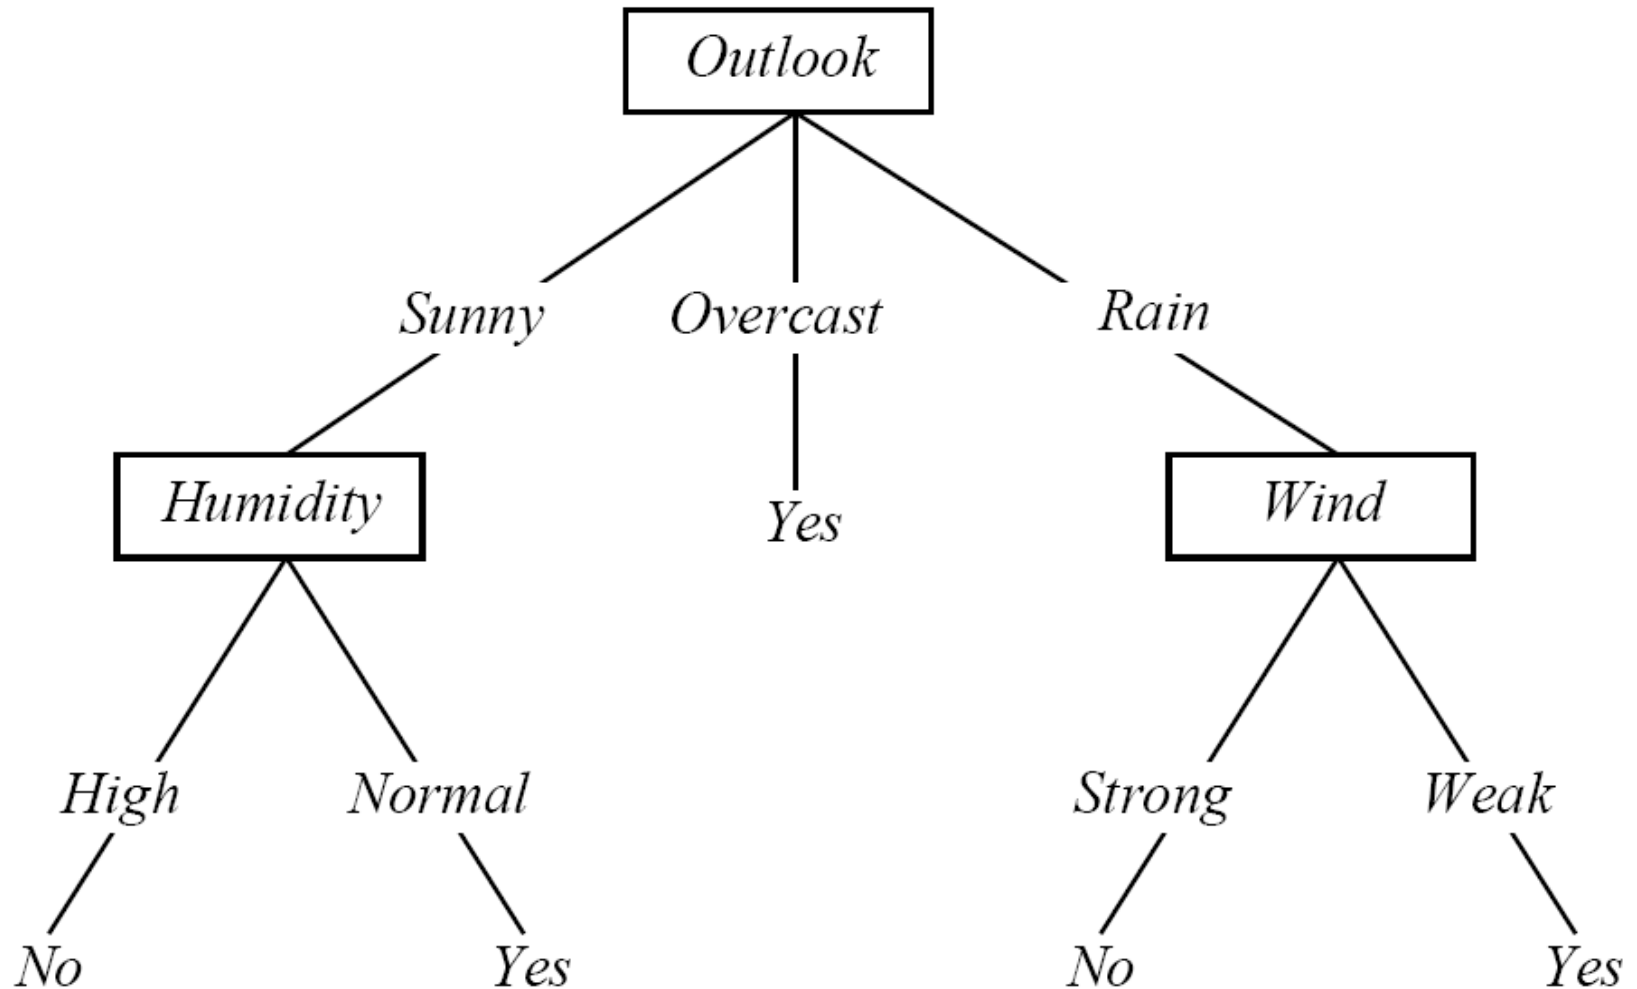 Outlook
Sunny Overcast Rain
Humidity Yes Wind
High Normal Strong Weak
No Yes No Yes